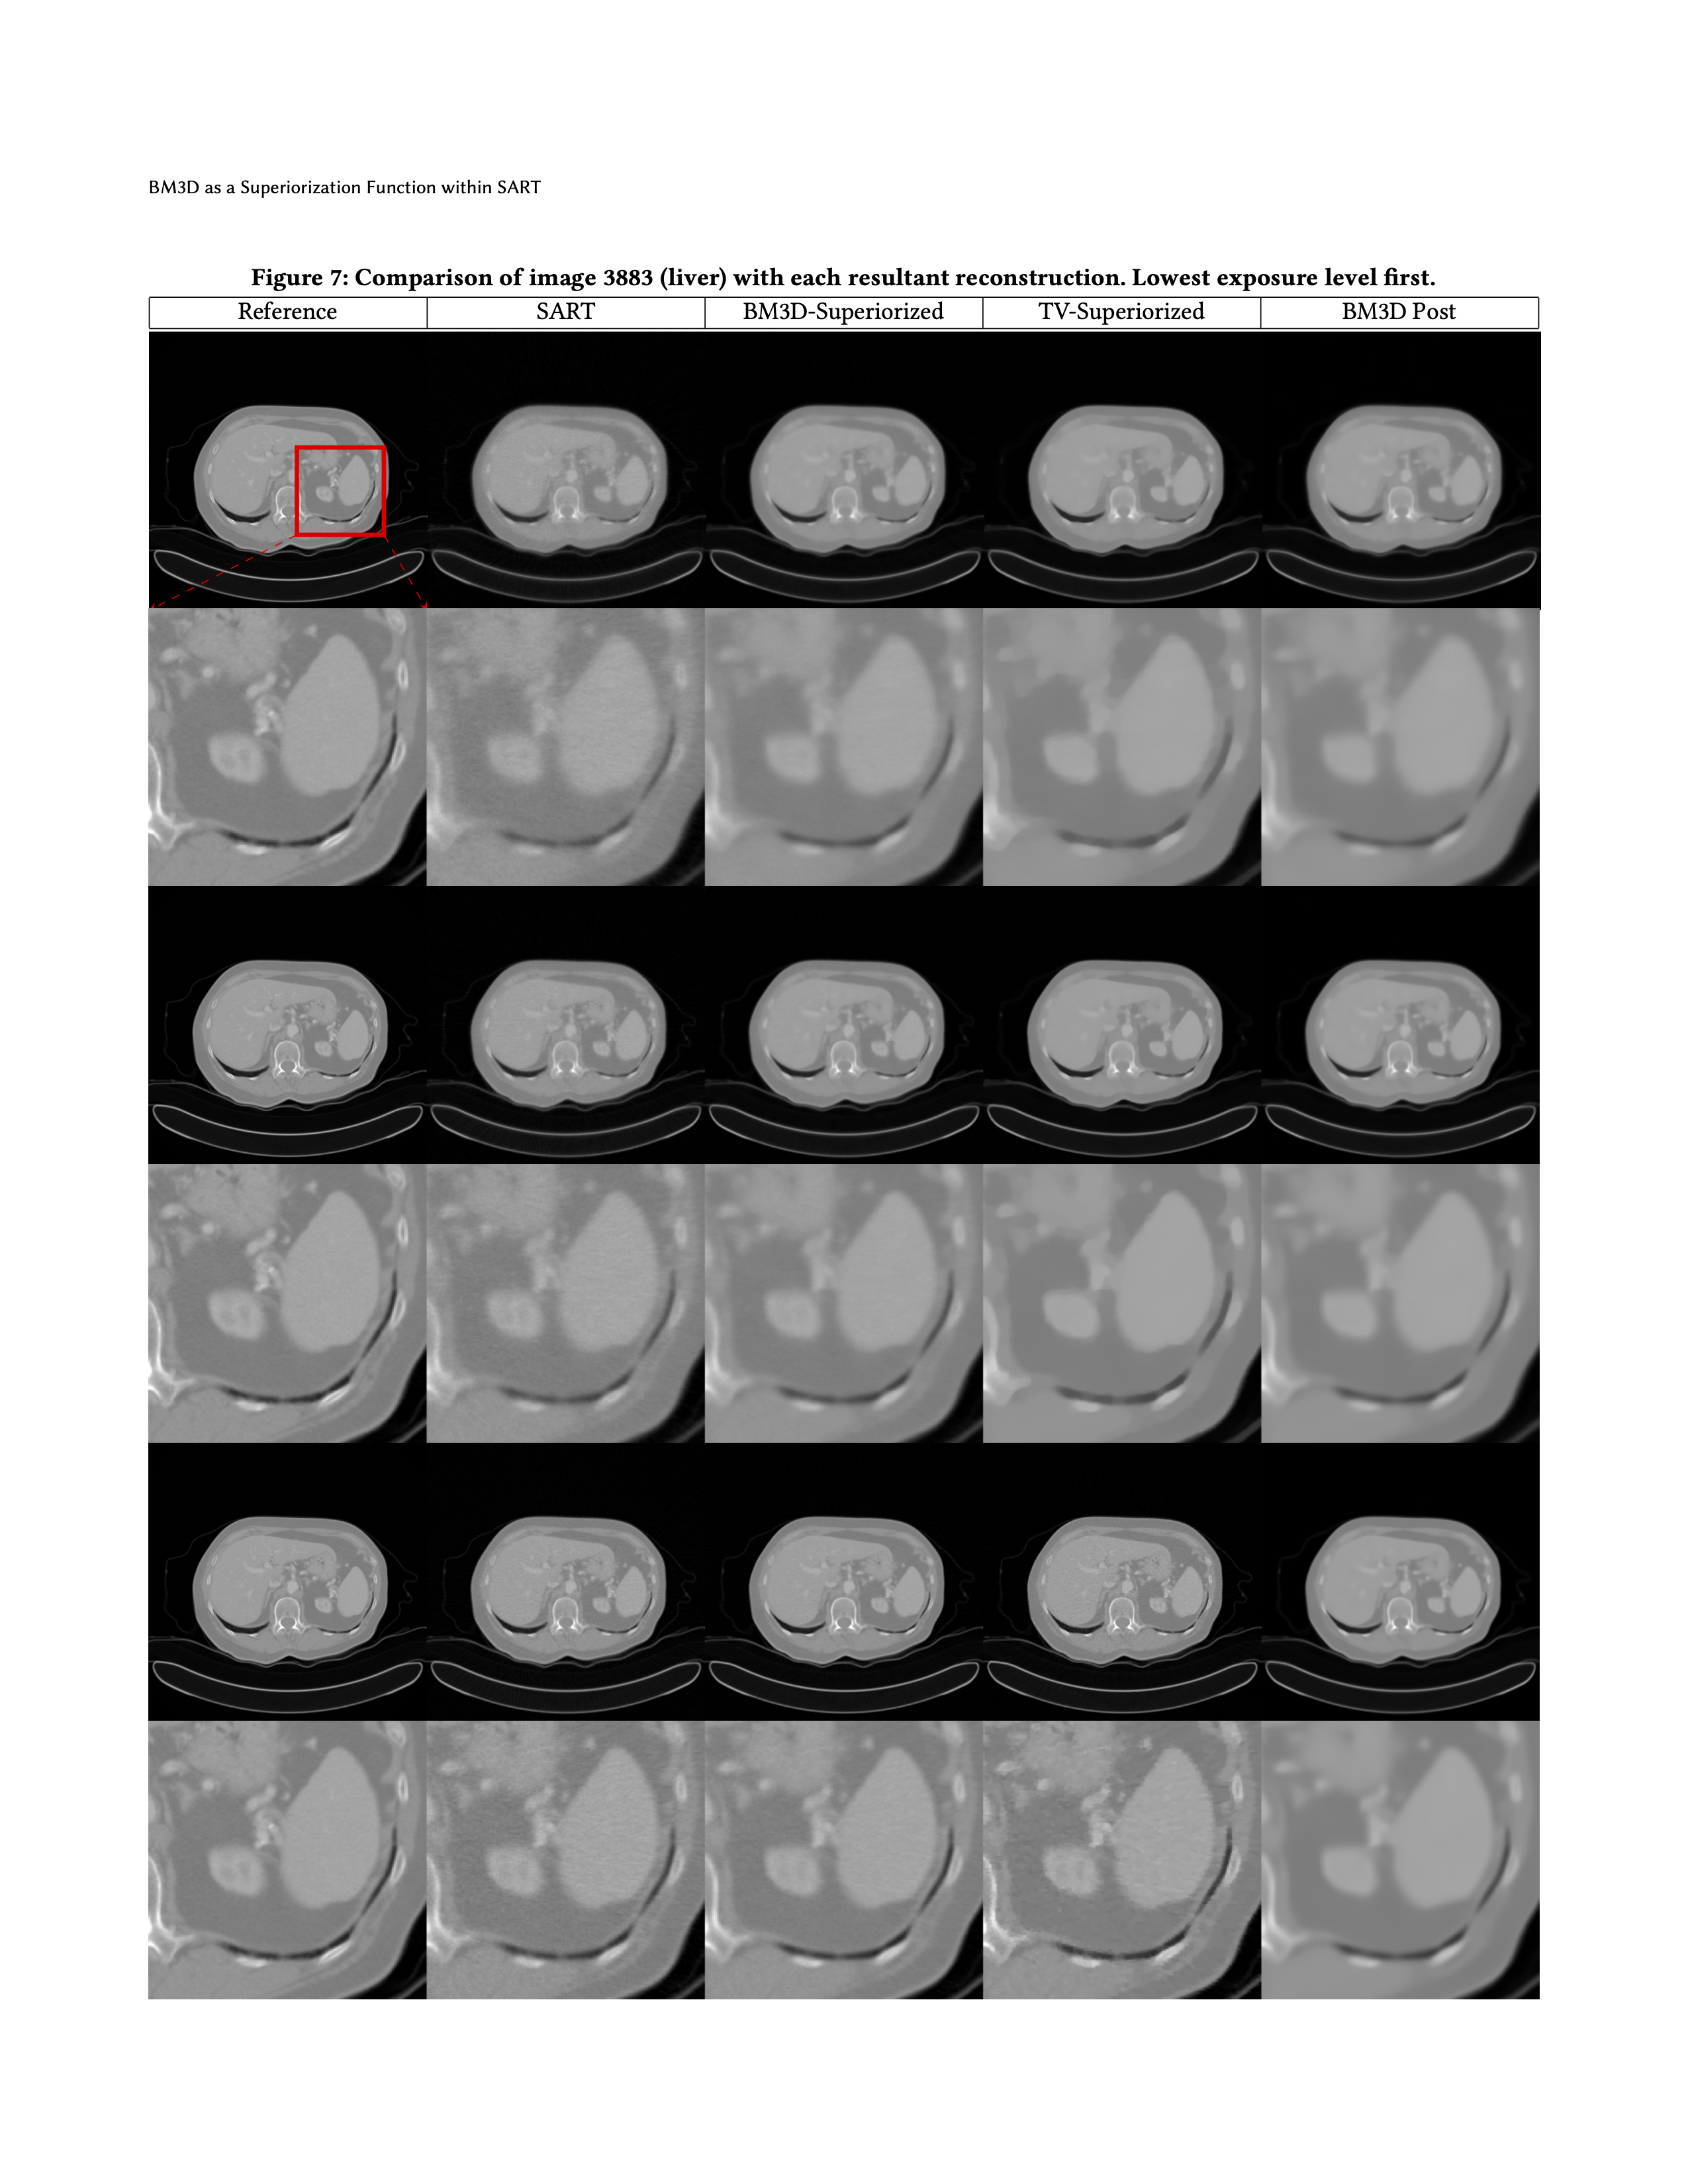 BM3D as a Superiorization Function within SART
Figure 7: Comparison of image 3883 (liver) with each resultant reconstruction. Lowest exposure level first.
Reference SART BM3D-Superiorized TV-Superiorized BM3D Post